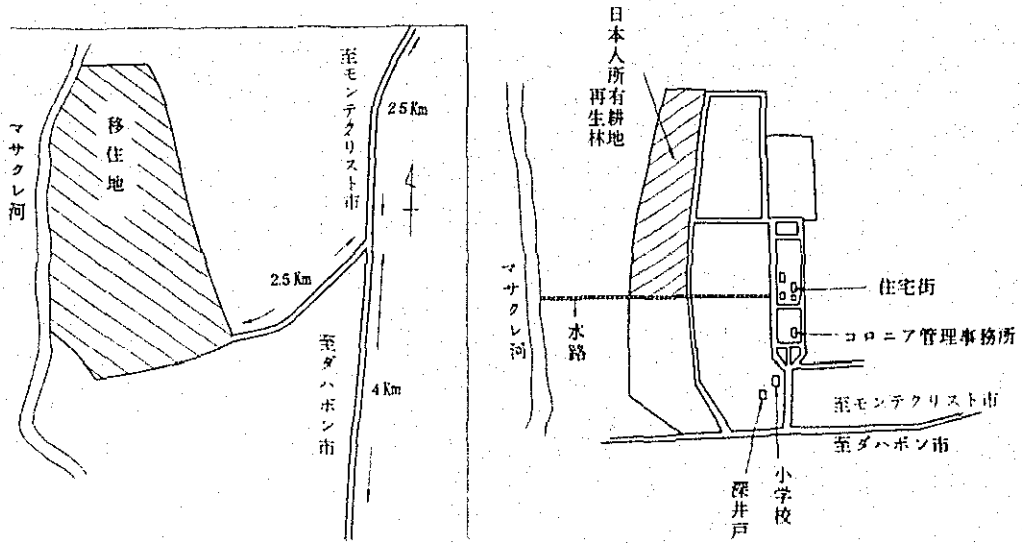 マサクレ河
移住地
至モンテクリスト市
25Km
2.5Km
至ダハボン市
4Km
日本人所有耕地
再生林
マサクレ河
水路
住宅街
コロニア管理事務所
至モンテクリスト市
至ダハボン市
小学校
深井戸